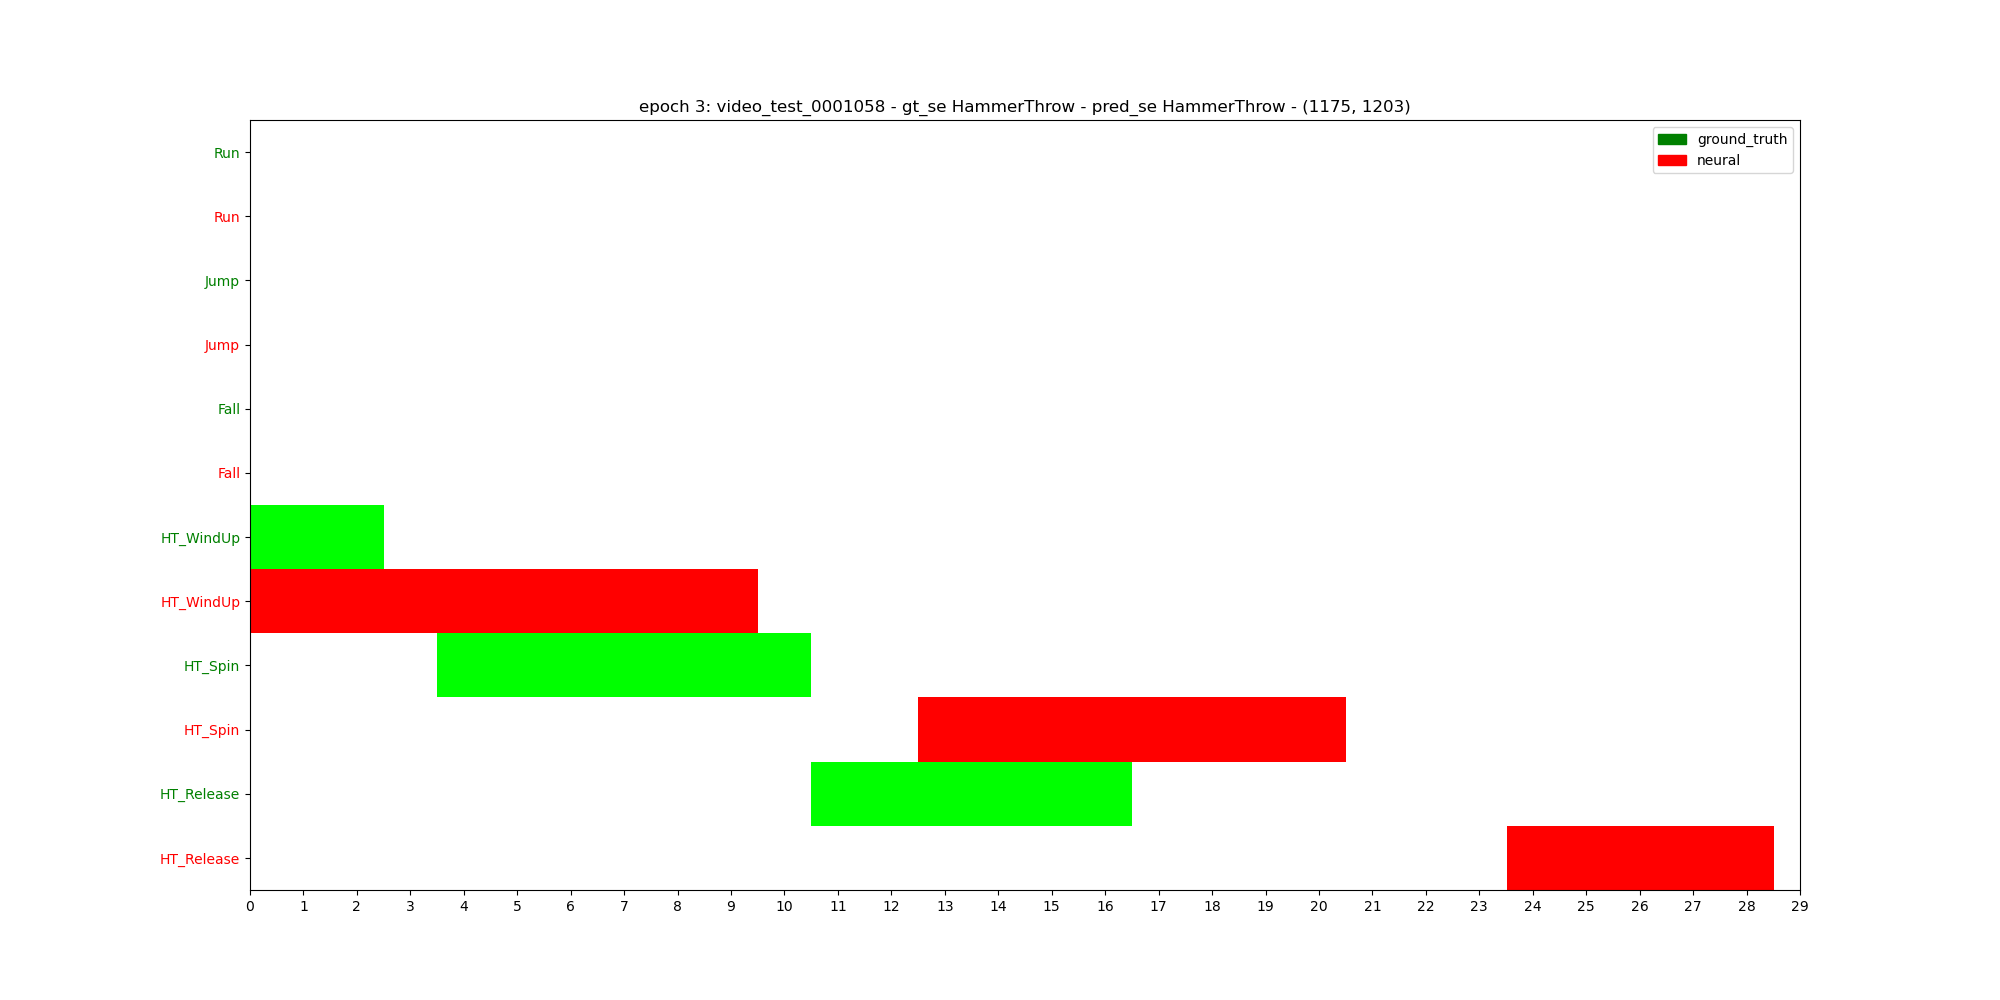 epoch 3: video_test_0001058 - gt_se HammerThrow - pred_se HammerThrow - (1175, 1203)
ground_truth
neural
Run
Run
Jump
Jump
Fall
Fall
HT_WindUp
HT_WindUp
HT_Spin
HT_Spin
HT_Release
HT_Release
0 1 2 3 4 5 6 7 8 9 10 11 12 13 14 15 16 17 18 19 20 21 22 23 24 25 26 27 28 29